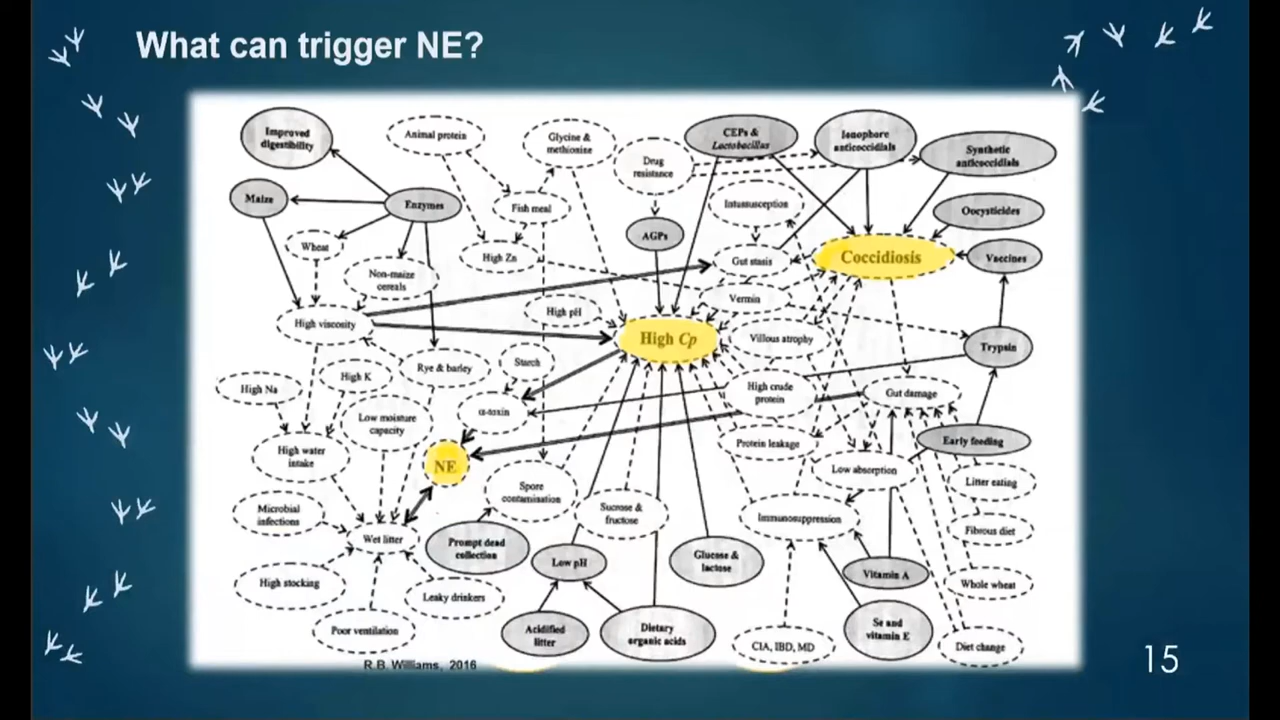 What can trigger NE?
Improved
digestibility
Animal protein
Glycine &
methionine
Drug
resistance
CEPs &
Lactobacillus
Ionophore
anticoccidials
Synthetic
anticoccidials
Maize
Enzymes
Fish meal
Intussusception
Oocysticides
AGPs
Wheat
High Zn
Gut stasis
Coccidiosis
Vaccines
Non-maize
cereals
Vermin
High viscosity
High pH
High Cp
Villous atrophy
Trypsin
Starch
Rye & barley
High Na
High K
High crude
protein
Gut damage
Low moisture
capacity
α-toxin
Protein leakage
Early feeding
High water
intake
NE
Low absorption
Litter eating
Spore
contamination
Microbial
infections
Sucrose &
fructose
Immunosuppression
Fibrous diet
Wet litter
Prompt dead
collection
Low pH
Glucose &
lactose
Vitamin A
High stocking
Leaky drinkers
Whole wheat
Poor ventilation
Acidified
litter
Dietary
organic acids
Se and
vitamin E
CIA, IBD, MD
Diet change
R.B. Williams, 2016
15